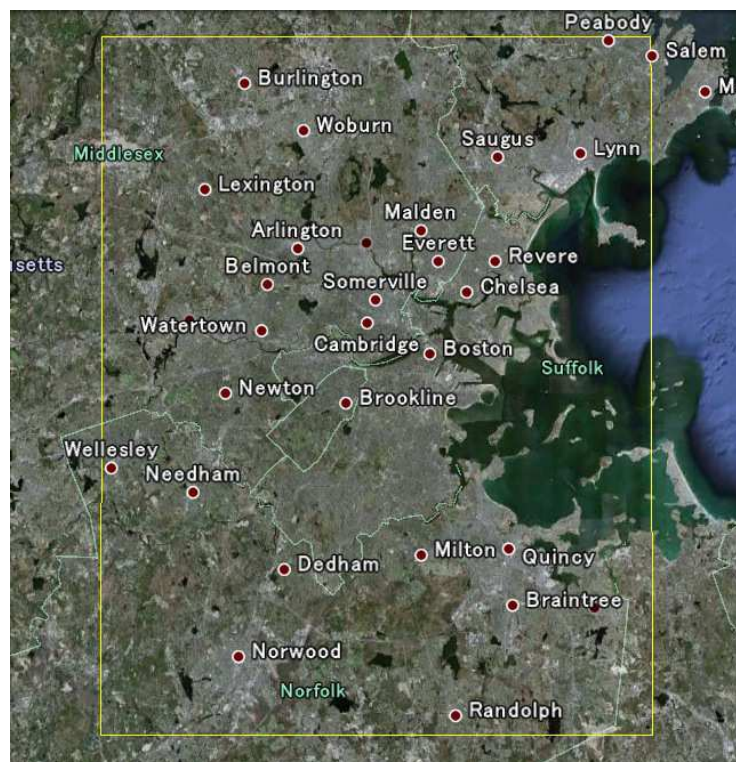 Peabody
Salem
M
Burlington
Woburn
Saugus
Lynn
Middlesex
Lexington
Malden
Arlington
Everett
Revere
usetts
Belmont
Somerville
Chelsea
Watertown
Cambridge
Boston
Suffolk
Newton
Brookline
Wellesley
Needham
Milton
Quincy
Dedham
Braintree
Norwood
Norfolk
Randolph